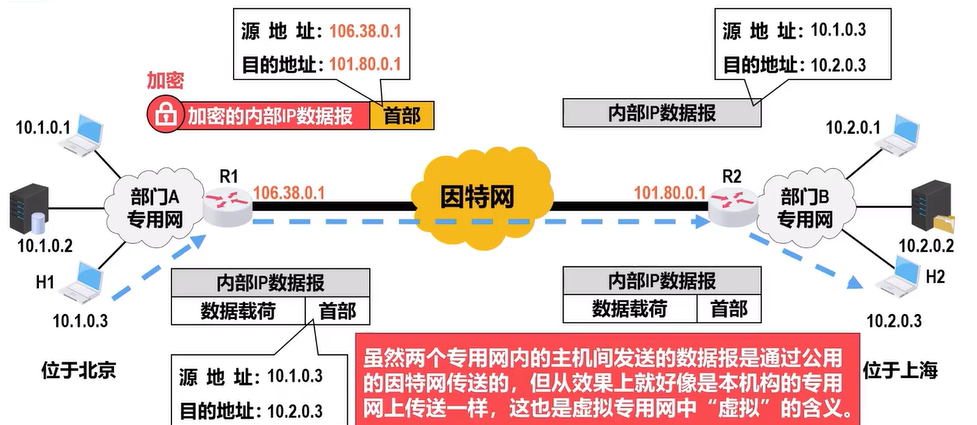 源 地 址：106.38.0.1
目的地址：101.80.0.1
源 地 址：10.1.0.3
目的地址：10.2.0.3
加密
加密的内部IP数据报 首部
内部IP数据报
10.1.0.1
10.2.0.1
R1
R2
部门A
专用网
106.38.0.1
因特网
101.80.0.1
部门B
专用网
10.1.0.2
10.2.0.2
H1
H2
内部IP数据报
数据载荷 首部
内部IP数据报
数据载荷 首部
10.1.0.3
10.2.0.3
位于北京
位于上海
源 地 址：10.1.0.3
目的地址：10.2.0.3
虽然两个专用网内的主机间发送的数据报是通过公用
的因特网传送的，但从效果上就好像是本机构的专用
网上传送一样，这也是虚拟专用网中“虚拟”的含义。